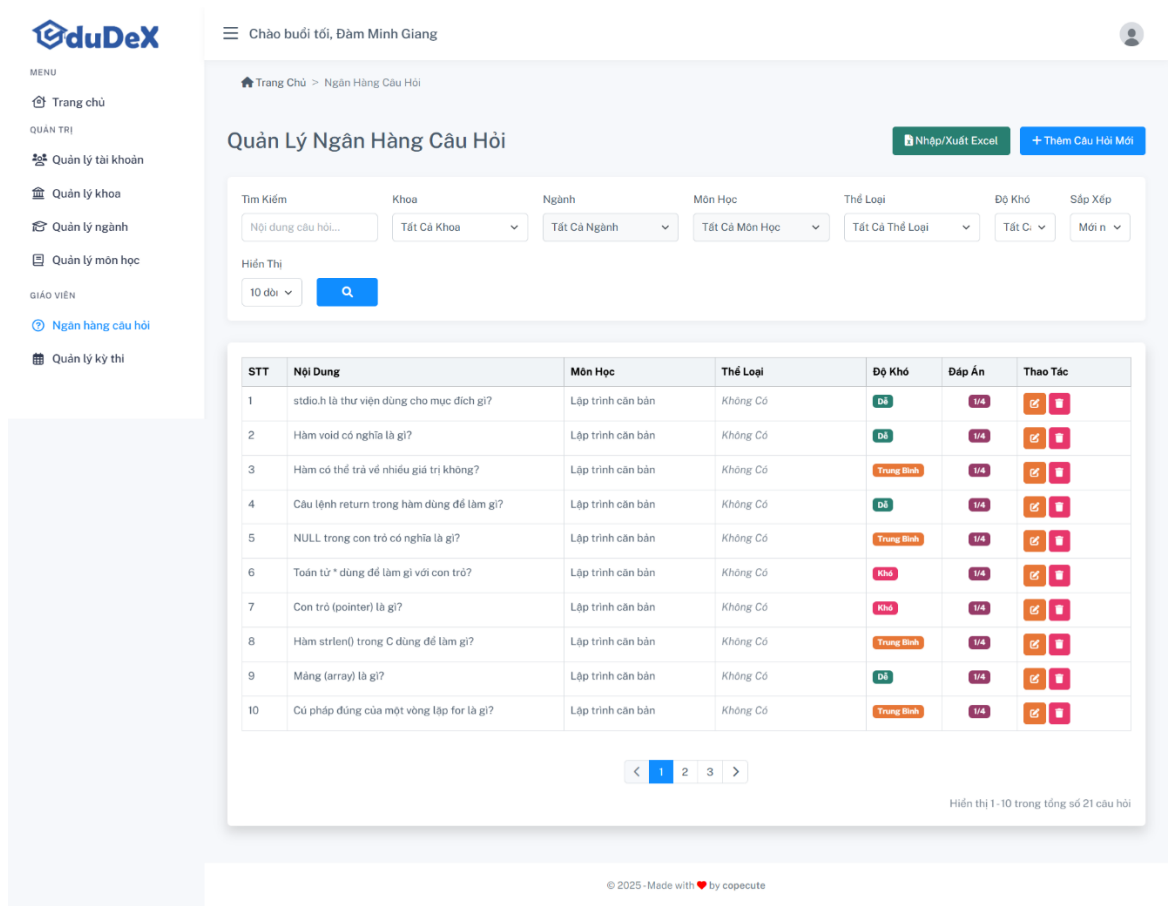 EduDeX
Chào buổi tối, Đàm Minh Giang
MENU
Trang chủ
QUẢN TRỊ
Quản lý tài khoản
Quản lý khoa
Quản lý ngành
Quản lý môn học
GIÁO VIÊN
Ngân hàng câu hỏi
Quản lý kỳ thi
Trang Chủ > Ngân Hàng Câu Hỏi
Quản Lý Ngân Hàng Câu Hỏi
Nhập/Xuất Excel
+ Thêm Câu Hỏi Mới
Tìm Kiếm Khoa Ngành Môn Học Thể Loại Độ Khó Sắp Xếp
Nội dung câu hỏi... Tất Cả Khoa Tất Cả Ngành Tất Cả Môn Học Tất Cả Thể Loại Tất Cả Mới n
Hiển Thị
10 dòi
STT Nội Dung Môn Học Thể Loại Độ Khó Đáp Án Thao Tác
1 stdio.h là thư viện dùng cho mục đích gì? Lập trình căn bản Không Có Dễ 1/4
2 Hàm void có nghĩa là gì? Lập trình căn bản Không Có Dễ 1/4
3 Hàm có thể trả về nhiều giá trị không? Lập trình căn bản Không Có Trung Bình 1/4
4 Câu lệnh return trong hàm dùng để làm gì? Lập trình căn bản Không Có Dễ 1/4
5 NULL trong con trỏ có nghĩa là gì? Lập trình căn bản Không Có Trung Bình 1/4
6 Toán tử * dùng để làm gì với con trỏ? Lập trình căn bản Không Có Khó 1/4
7 Con trỏ (pointer) là gì? Lập trình căn bản Không Có Khó 1/4
8 Hàm strlen() trong C dùng để làm gì? Lập trình căn bản Không Có Trung Bình 1/4
9 Mảng (array) là gì? Lập trình căn bản Không Có Dễ 1/4
10 Cú pháp đúng của một vòng lặp for là gì? Lập trình căn bản Không Có Trung Bình 1/4
< 1 2 3 >
Hiển thị 1 - 10 trong tổng số 21 câu hỏi
© 2025 - Made with ❤ by copecute